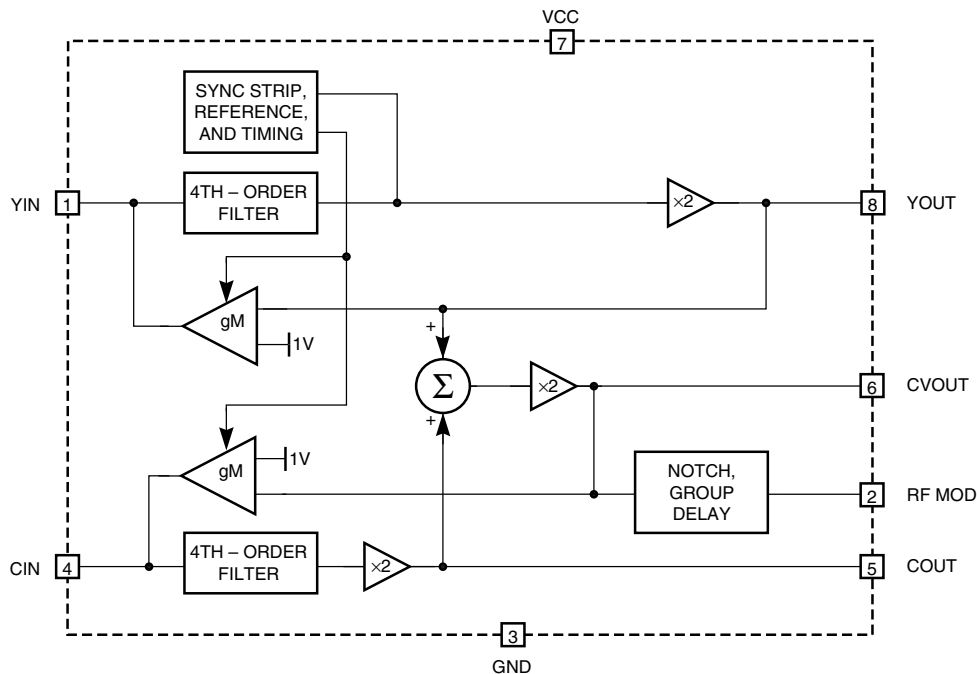 VCC
7
SYNC STRIP,
REFERENCE,
AND TIMING
YIN
1
4TH – ORDER
FILTER
×2
8
YOUT
gM
1V
+
Σ
+
×2
6
CVOUT
gM
1V
NOTCH,
GROUP
DELAY
2
RF MOD
CIN
4
4TH – ORDER
FILTER
×2
5
COUT
3
GND